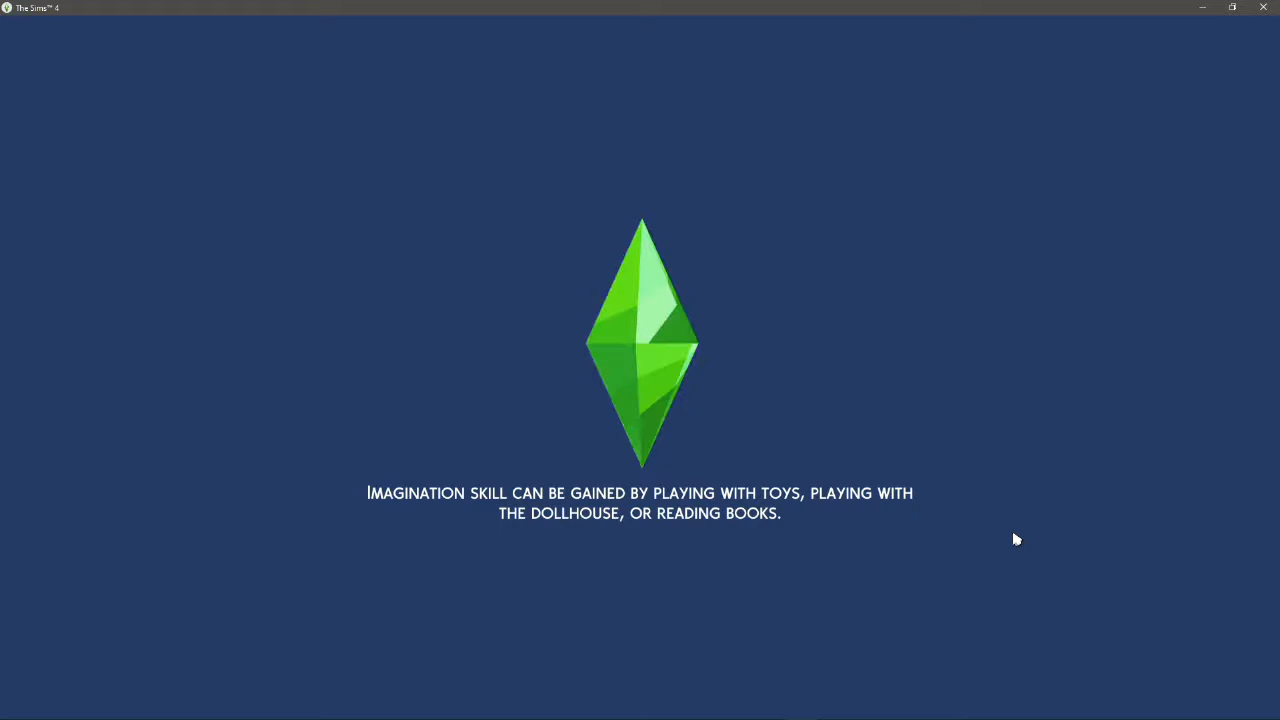 The Sims™ 4
Imagination skill can be gained by playing with toys, playing with
the dollhouse, or reading books.